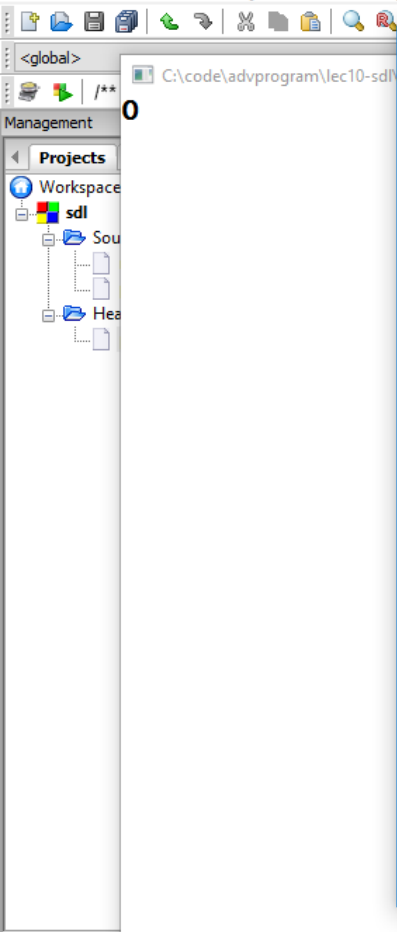 <global>
C:\code\advprogram\lec10-sdl\
/**
0
Management
Projects
Workspace
sdl
Sou
Hea